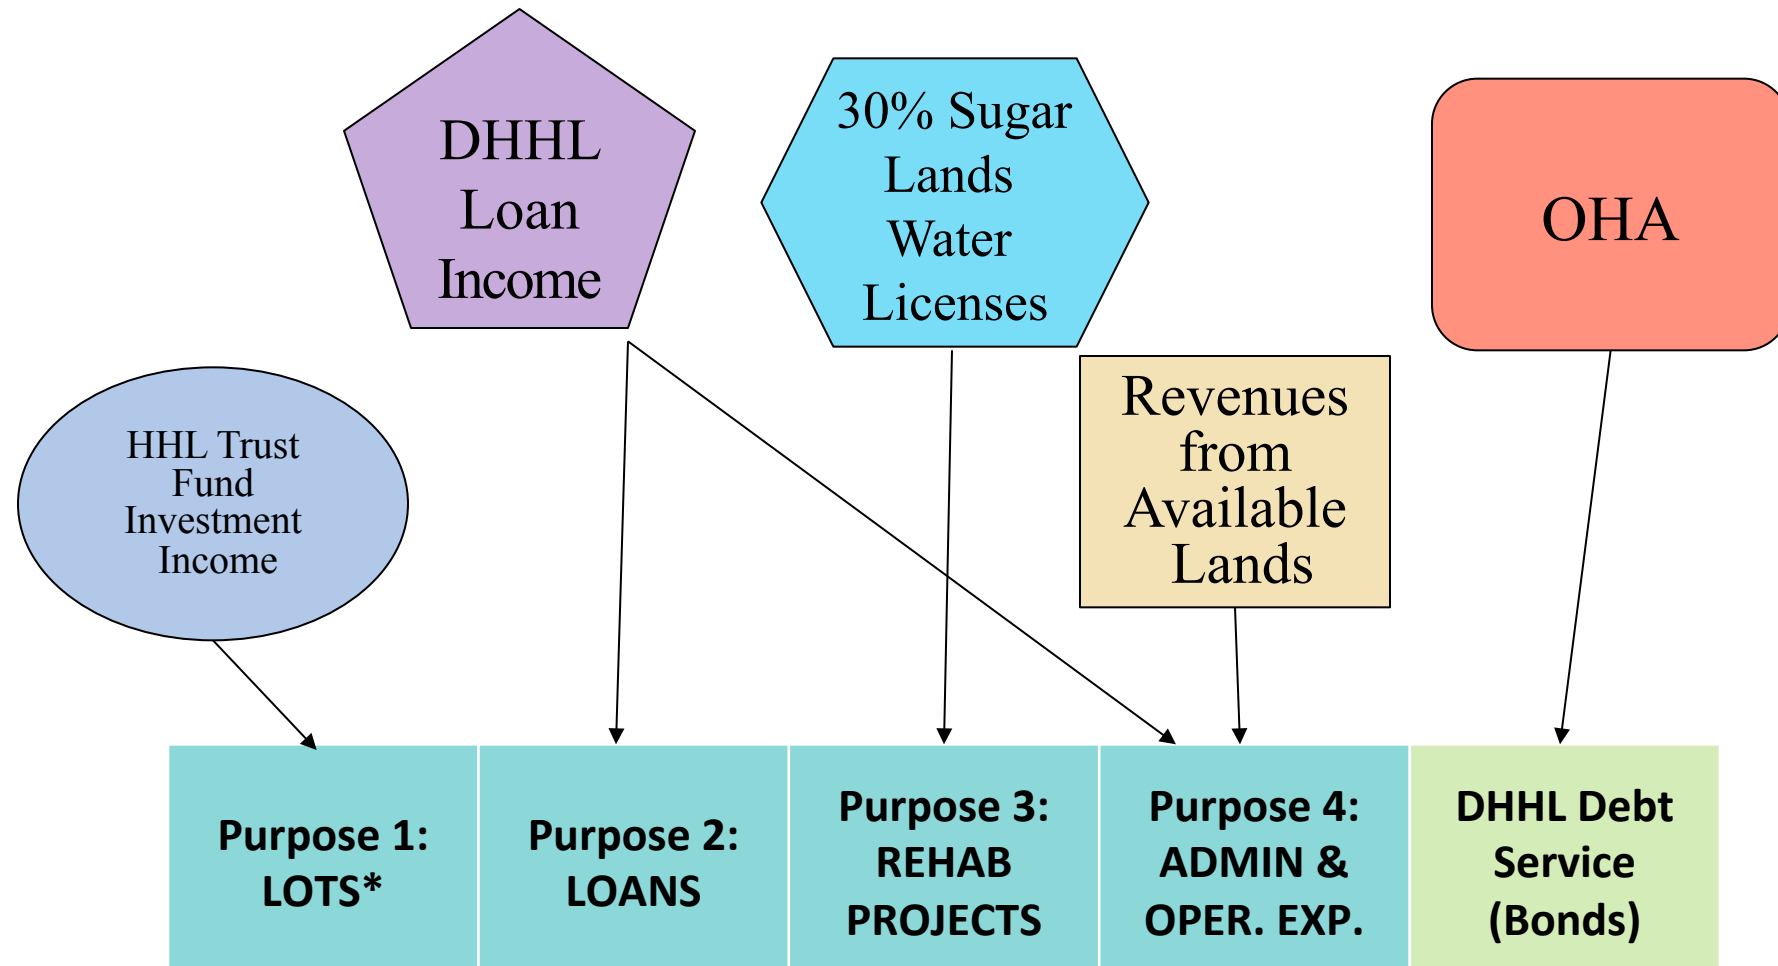 DHHL
Loan
Income
30% Sugar
Lands
Water
Licenses
OHA
HHL Trust
Fund
Investment
Income
Revenues
from
Available
Lands
Purpose 1:
LOTS*
Purpose 2:
LOANS
Purpose 3:
REHAB
PROJECTS
Purpose 4:
ADMIN &
OPER. EXP.
DHHL Debt
Service
(Bonds)